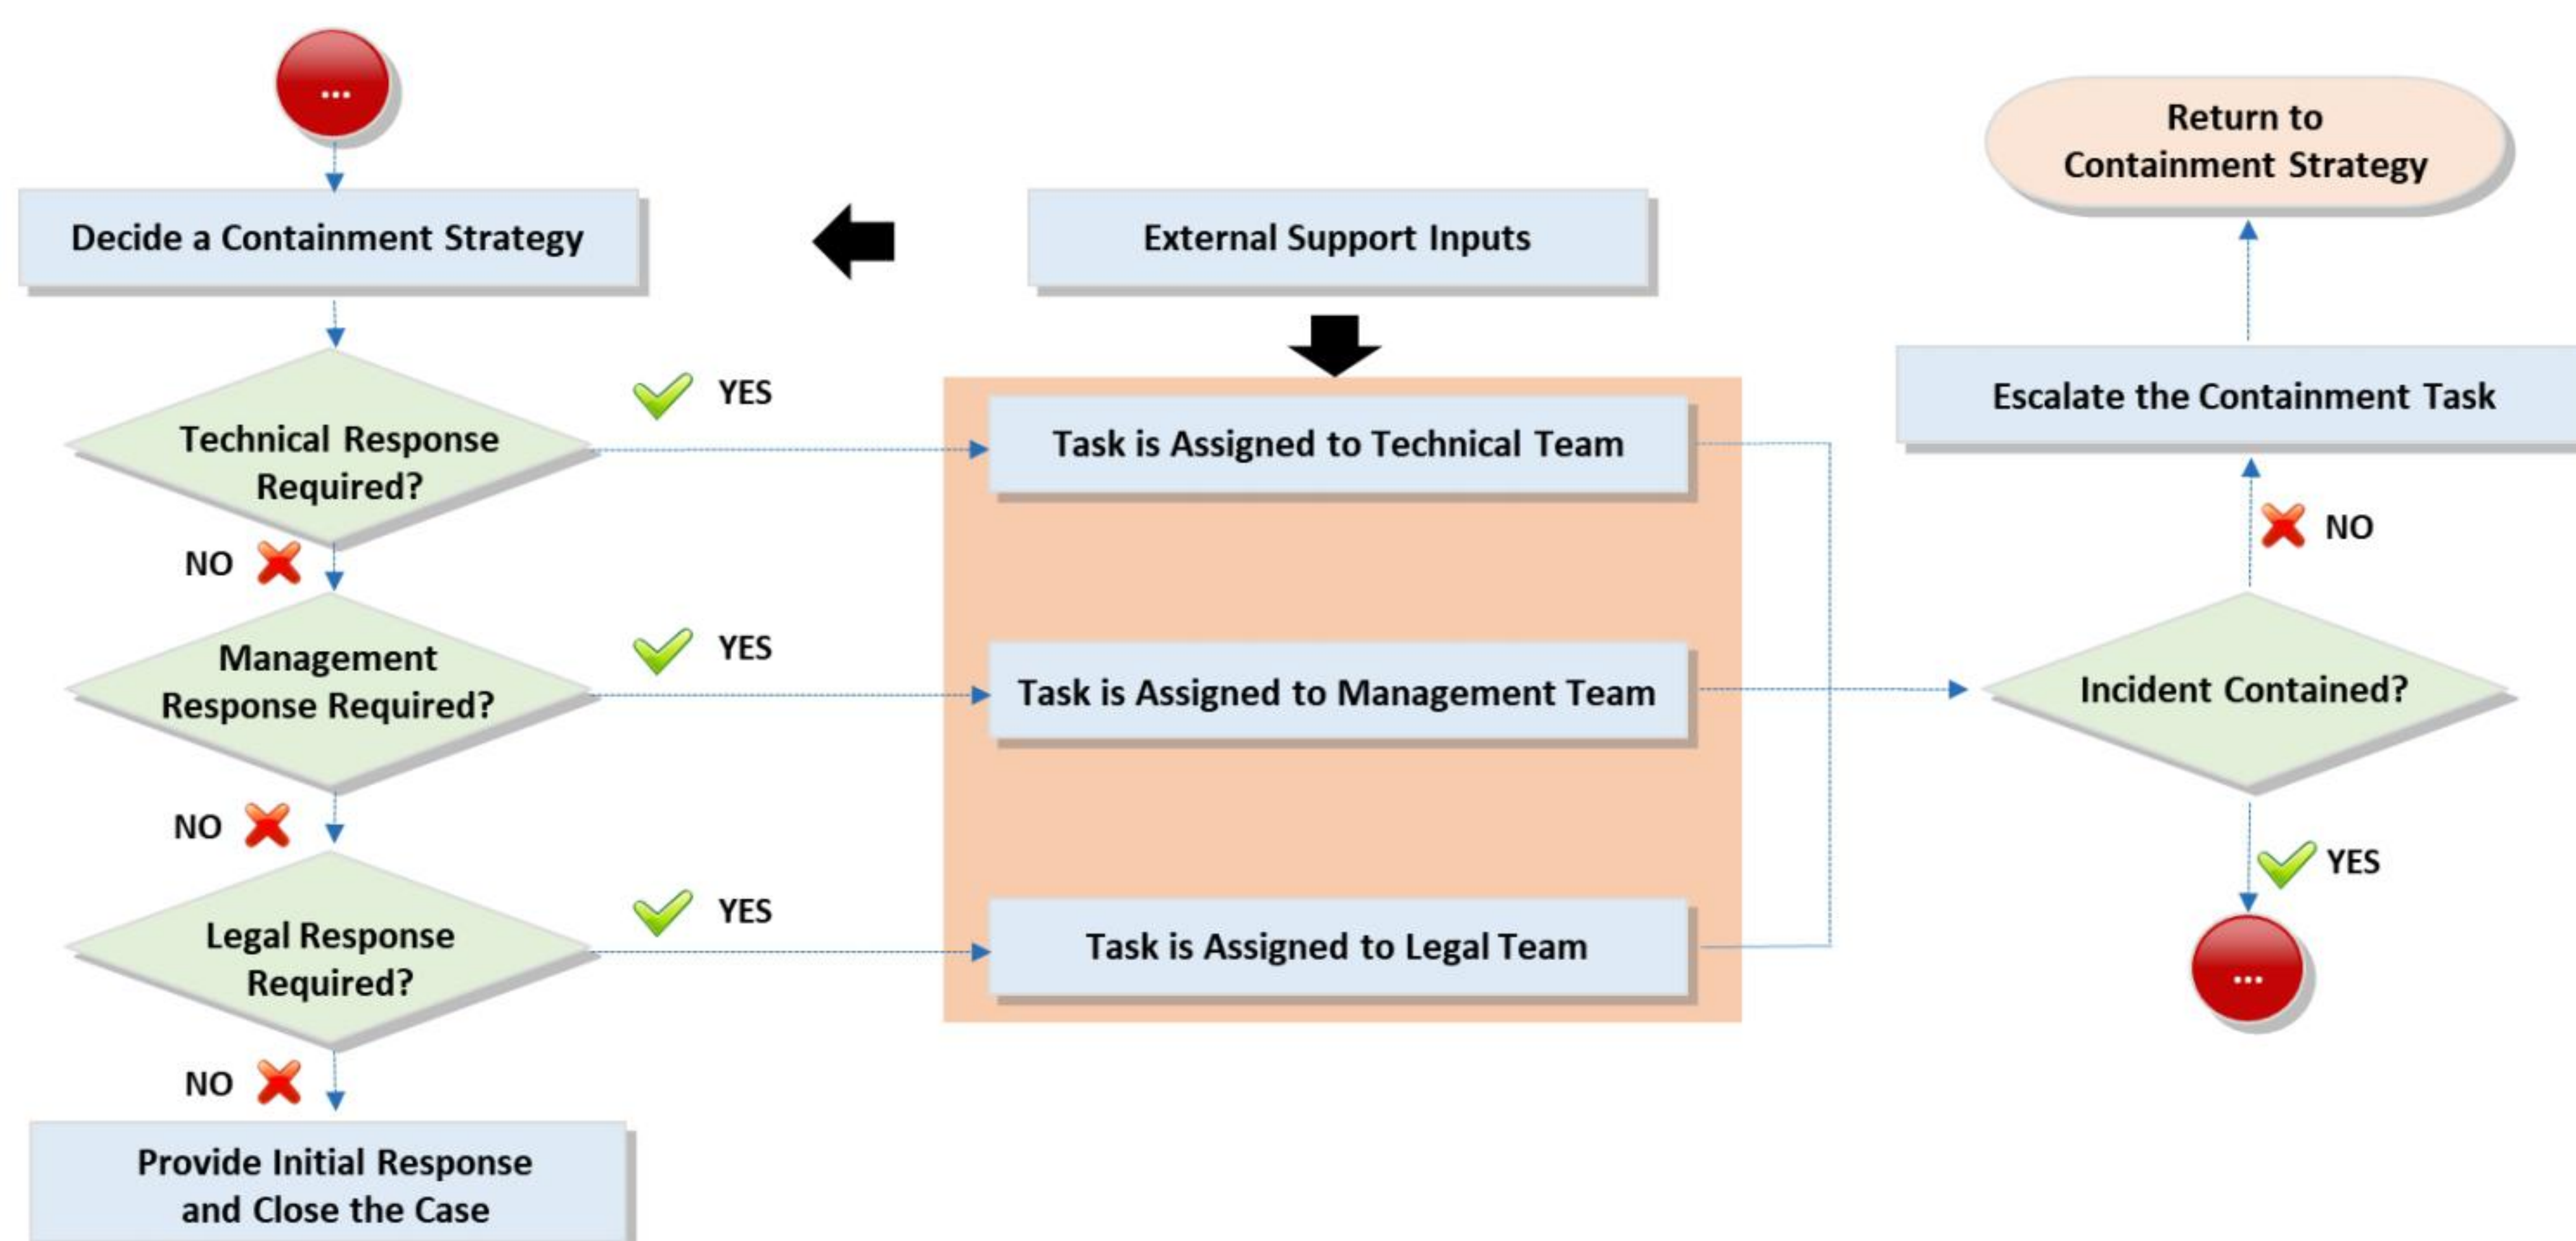 ...
Decide a Containment Strategy
External Support Inputs
Return to
Containment Strategy
Technical Response
Required?
YES
NO
Task is Assigned to Technical Team
Escalate the Containment Task
NO
Management
Response Required?
YES
NO
Task is Assigned to Management Team
Incident Contained?
YES
...
Legal Response
Required?
YES
NO
Task is Assigned to Legal Team
Provide Initial Response
and Close the Case